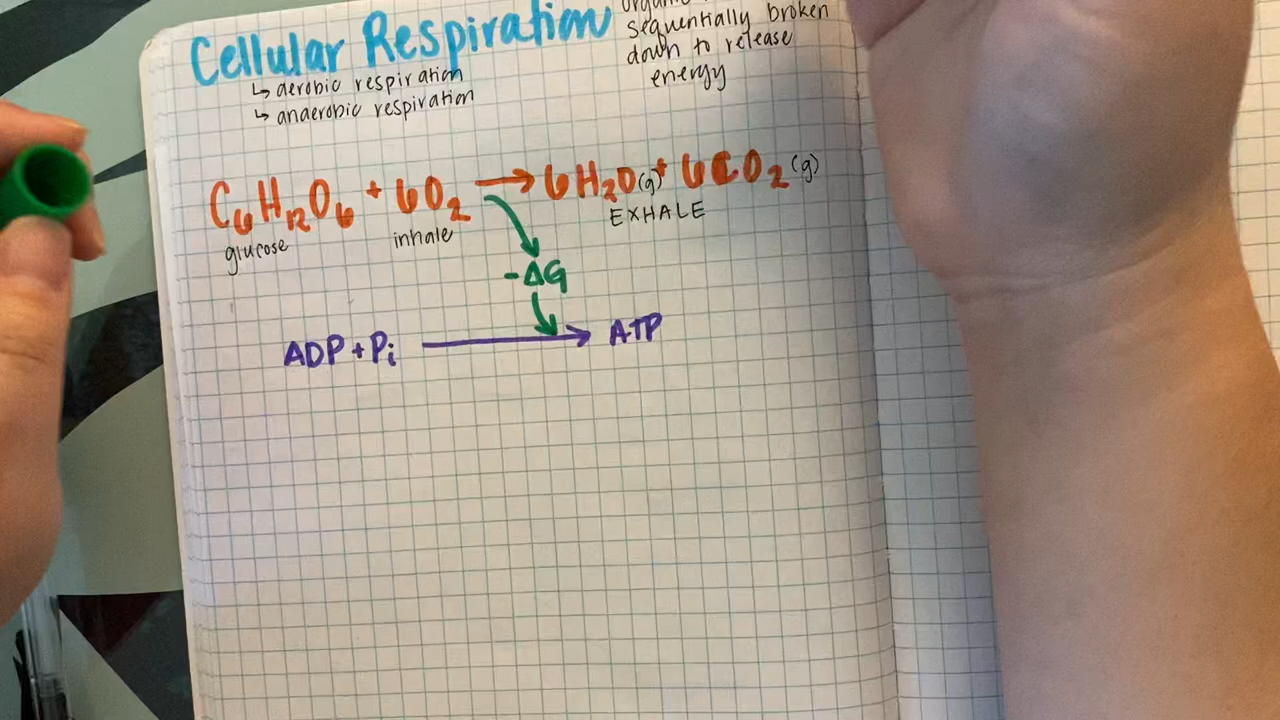 Cellular Respiration
↳ aerobic respiration
↳ anaerobic respiration
sequentially broken
down to release
energy
C₆H₁₂O₆ + 6O₂ → 6H₂O(g) + 6CO₂(g)
glucose inhale EXHALE
-ΔG
ADP + Pi → ATP